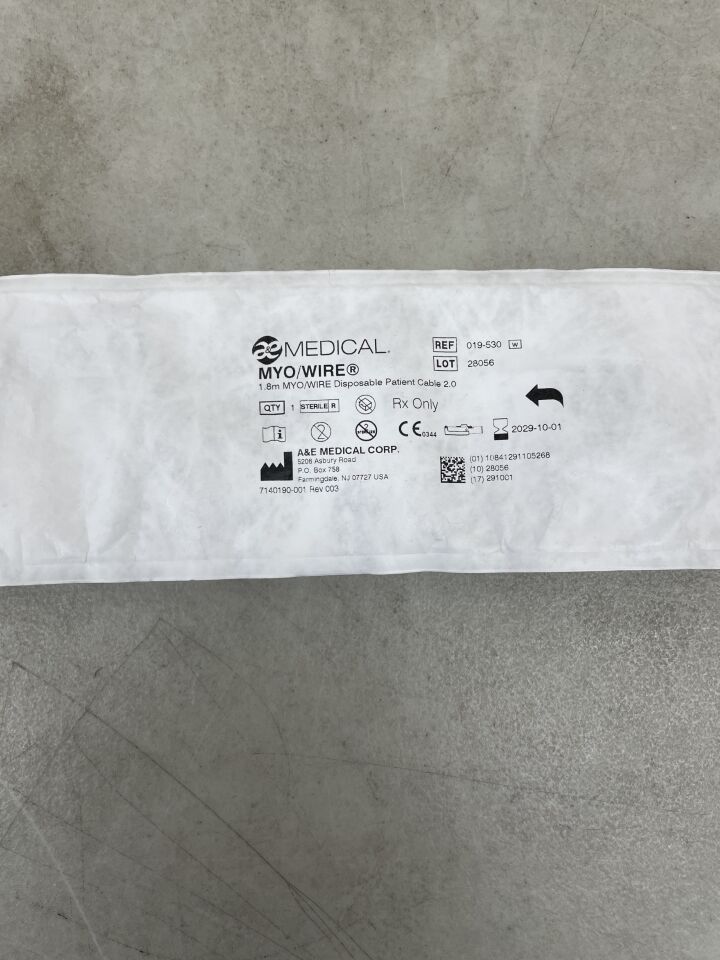 a&e MEDICAL®
MYO/WIRE®
1.8m MYO/WIRE Disposable Patient Cable 2.0
REF 019-530 W
LOT 28056
QTY 1 STERILE R Rx Only
CE 0344 2029-10-01
A&E MEDICAL CORP.
5206 Asbury Road
P.O. Box 758
Farmingdale, NJ 07727 USA
7140190-001 Rev 003
(01) 10841291105268
(10) 28056
(17) 291001